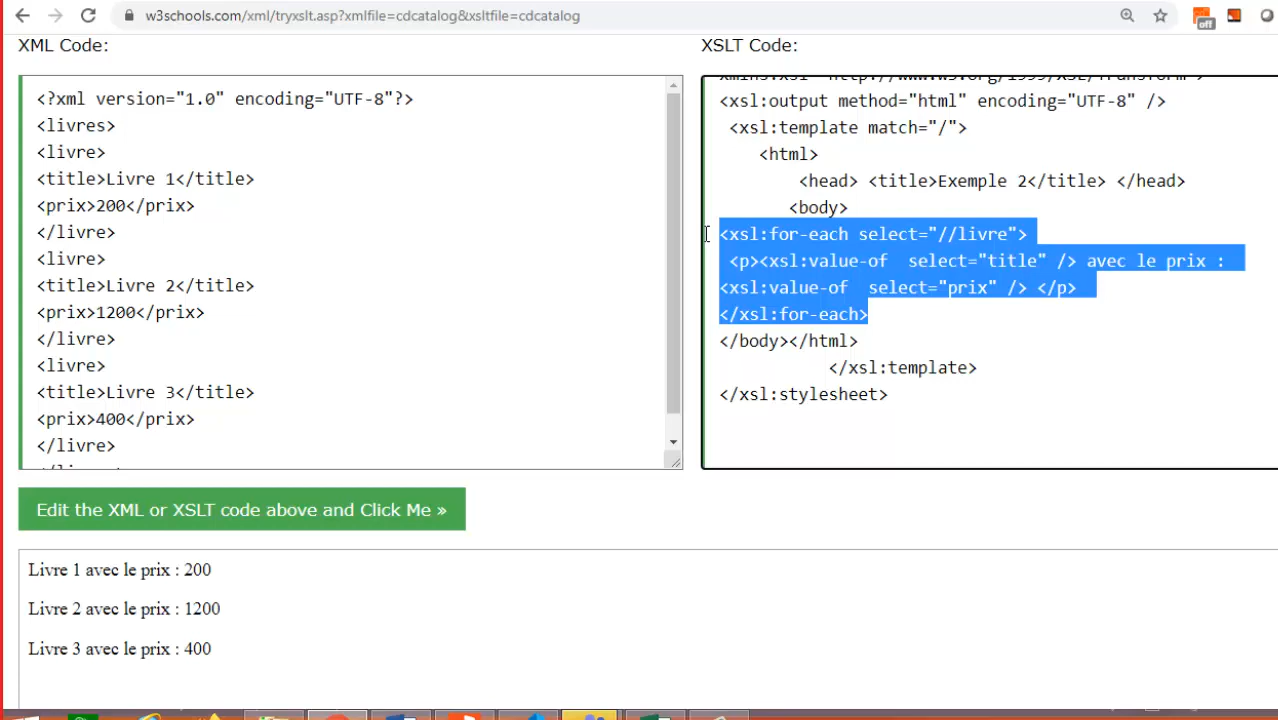 w3schools.com/xml/tryxslt.asp?xmlfile=cdcatalog&xsltfile=cdcatalog
off
XML Code:
<?xml version="1.0" encoding="UTF-8"?>
<livres>
<livre>
<title>Livre 1</title>
<prix>200</prix>
</livre>
<livre>
<title>Livre 2</title>
<prix>1200</prix>
</livre>
<livre>
<title>Livre 3</title>
<prix>400</prix>
</livre>
XSLT Code:
<xsl:output method="html" encoding="UTF-8" />
<xsl:template match="/">
<html>
<head> <title>Exemple 2</title> </head>
<body>
<xsl:for-each select="//livre">
<p><xsl:value-of select="title" /> avec le prix :
<xsl:value-of select="prix" /> </p>
</xsl:for-each>
</body></html>
</xsl:template>
</xsl:stylesheet>
Edit the XML or XSLT code above and Click Me »
Livre 1 avec le prix : 200
Livre 2 avec le prix : 1200
Livre 3 avec le prix : 400